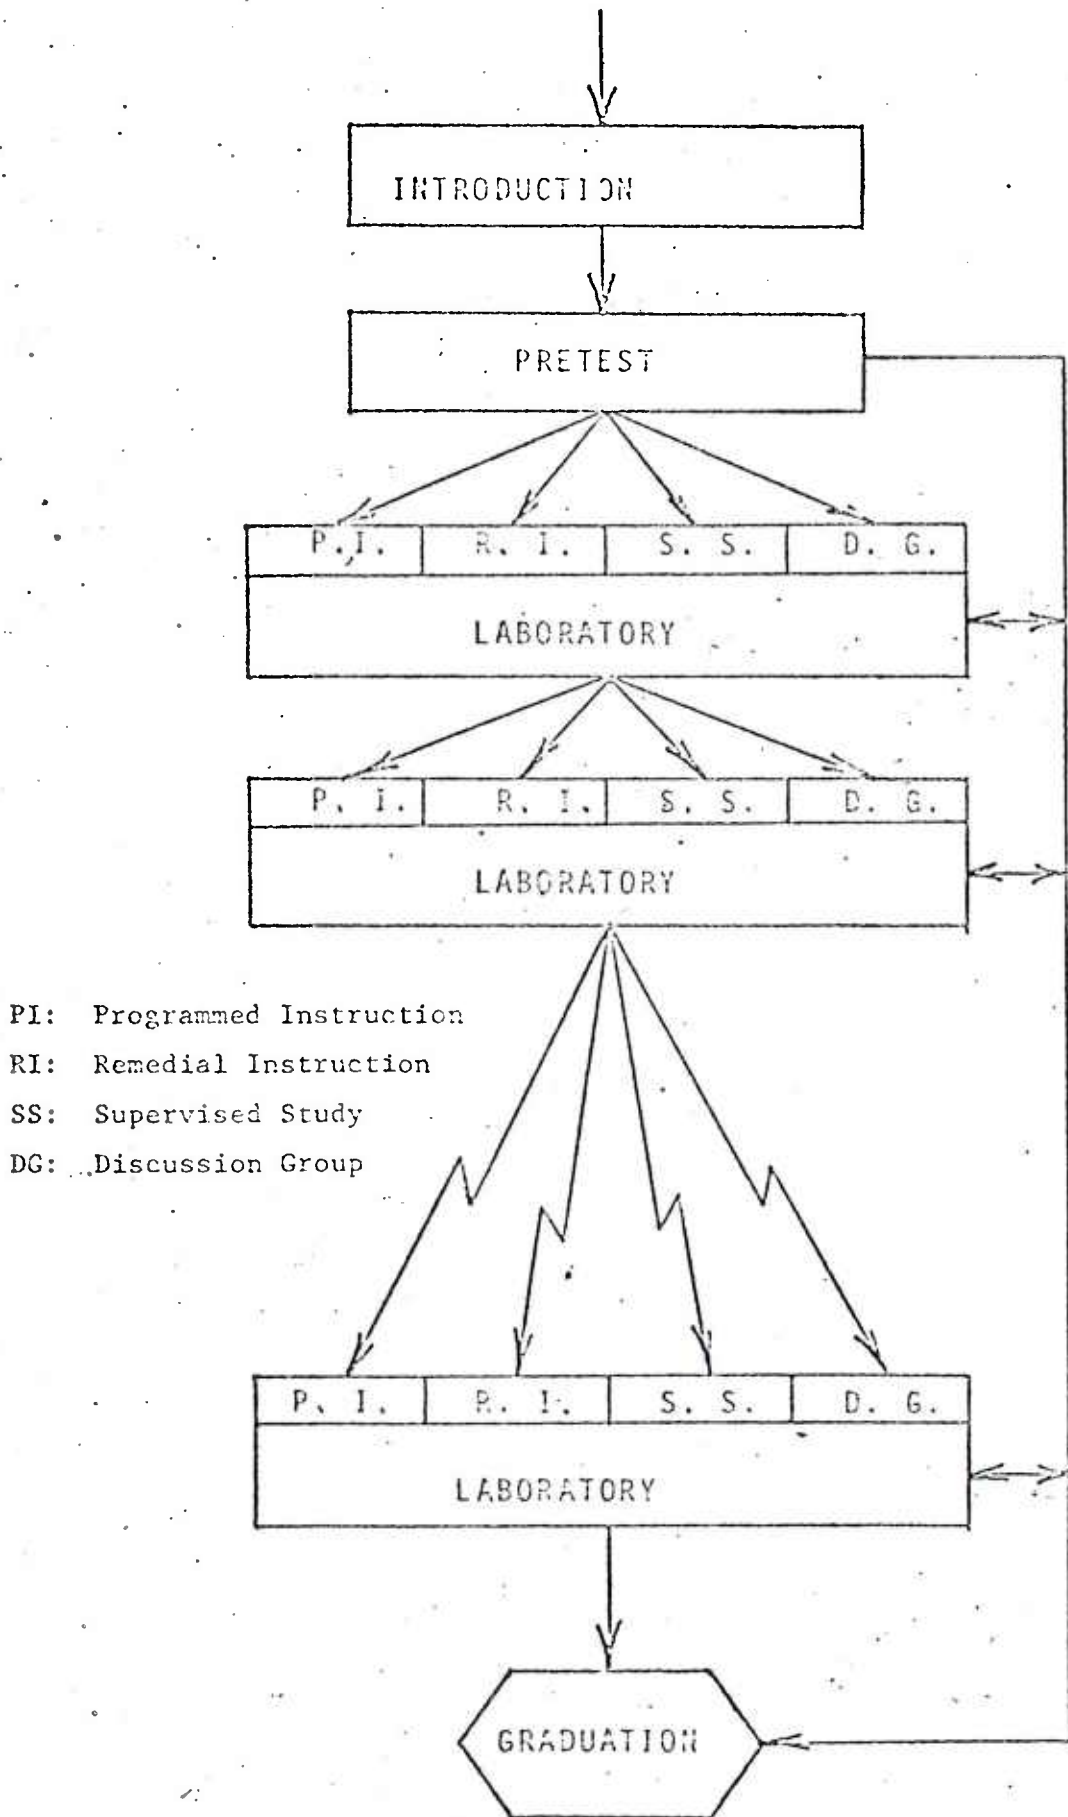 INTRODUCTION
PRETEST
P.I. R. I. S. S. D. G.
LABORATORY
P. I. R. I. S. S. D. G.
LABORATORY
PI: Programmed Instruction
RI: Remedial Instruction
SS: Supervised Study
DG: Discussion Group
P. I. R. I. S. S. D. G.
LABORATORY
GRADUATION